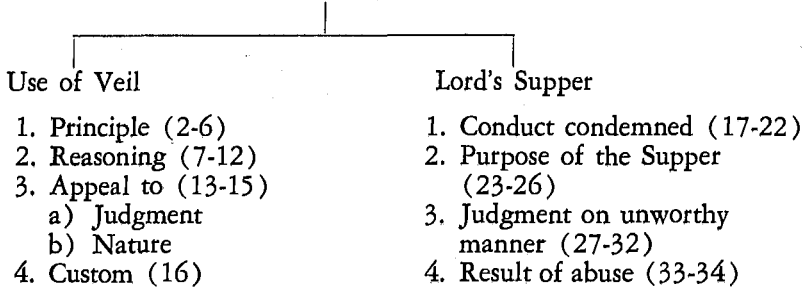 Use of Veil
1. Principle (2-6)
2. Reasoning (7-12)
3. Appeal to (13-15)
a) Judgment
b) Nature
4. Custom (16)
Lord's Supper
1. Conduct condemned (17-22)
2. Purpose of the Supper
(23-26)
3. Judgment on unworthy
manner (27-32)
4. Result of abuse (33-34)